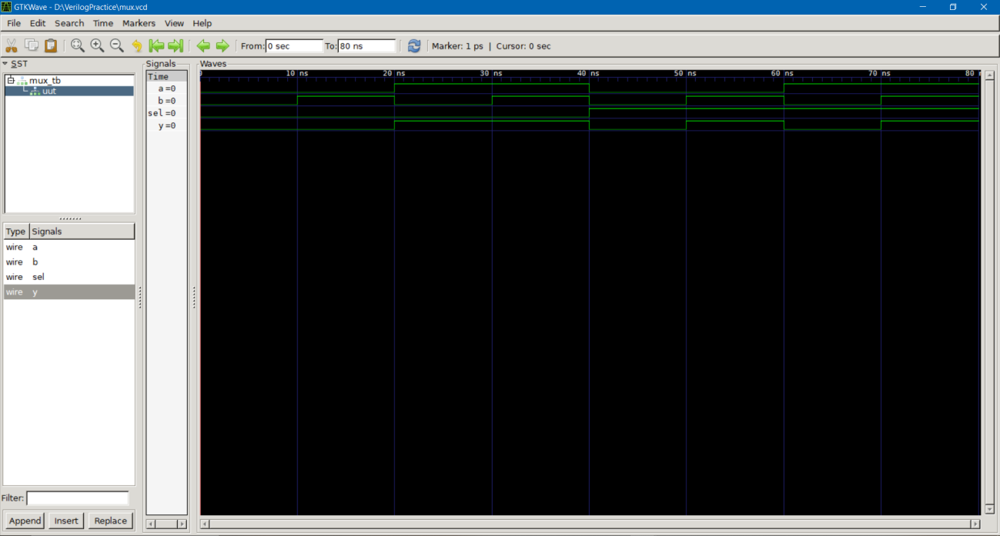 GTKWave - D:\VerilogPractice\mux.vcd
File Edit Search Time Markers View Help
From: 0 sec To: 80 ns Marker: 1 ps | Cursor: 0 sec
SST
mux_tb
uut
Type Signals
wire a
wire b
wire sel
wire y
Filter:
Append Insert Replace
Signals
Time
a =0
b =0
sel =0
y =0
Waves
10 ns 20 ns 30 ns 40 ns 50 ns 60 ns 70 ns 80